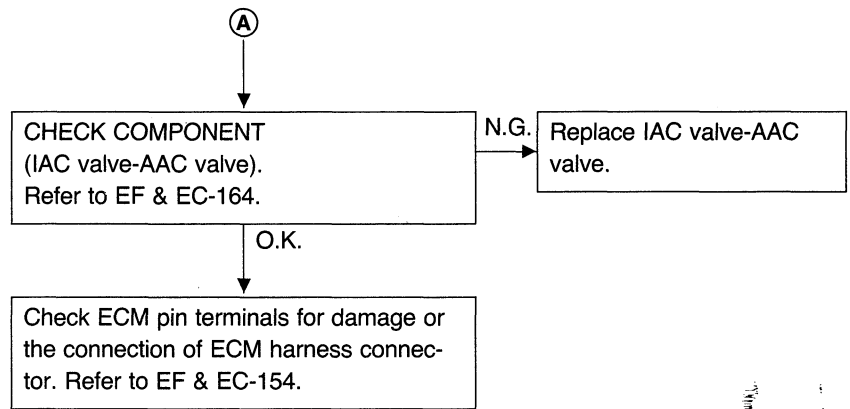 A
CHECK COMPONENT
(IAC valve-AAC valve).
Refer to EF & EC-164.
N.G.
Replace IAC valve-AAC
valve.
O.K.
Check ECM pin terminals for damage or
the connection of ECM harness connec-
tor. Refer to EF & EC-154.